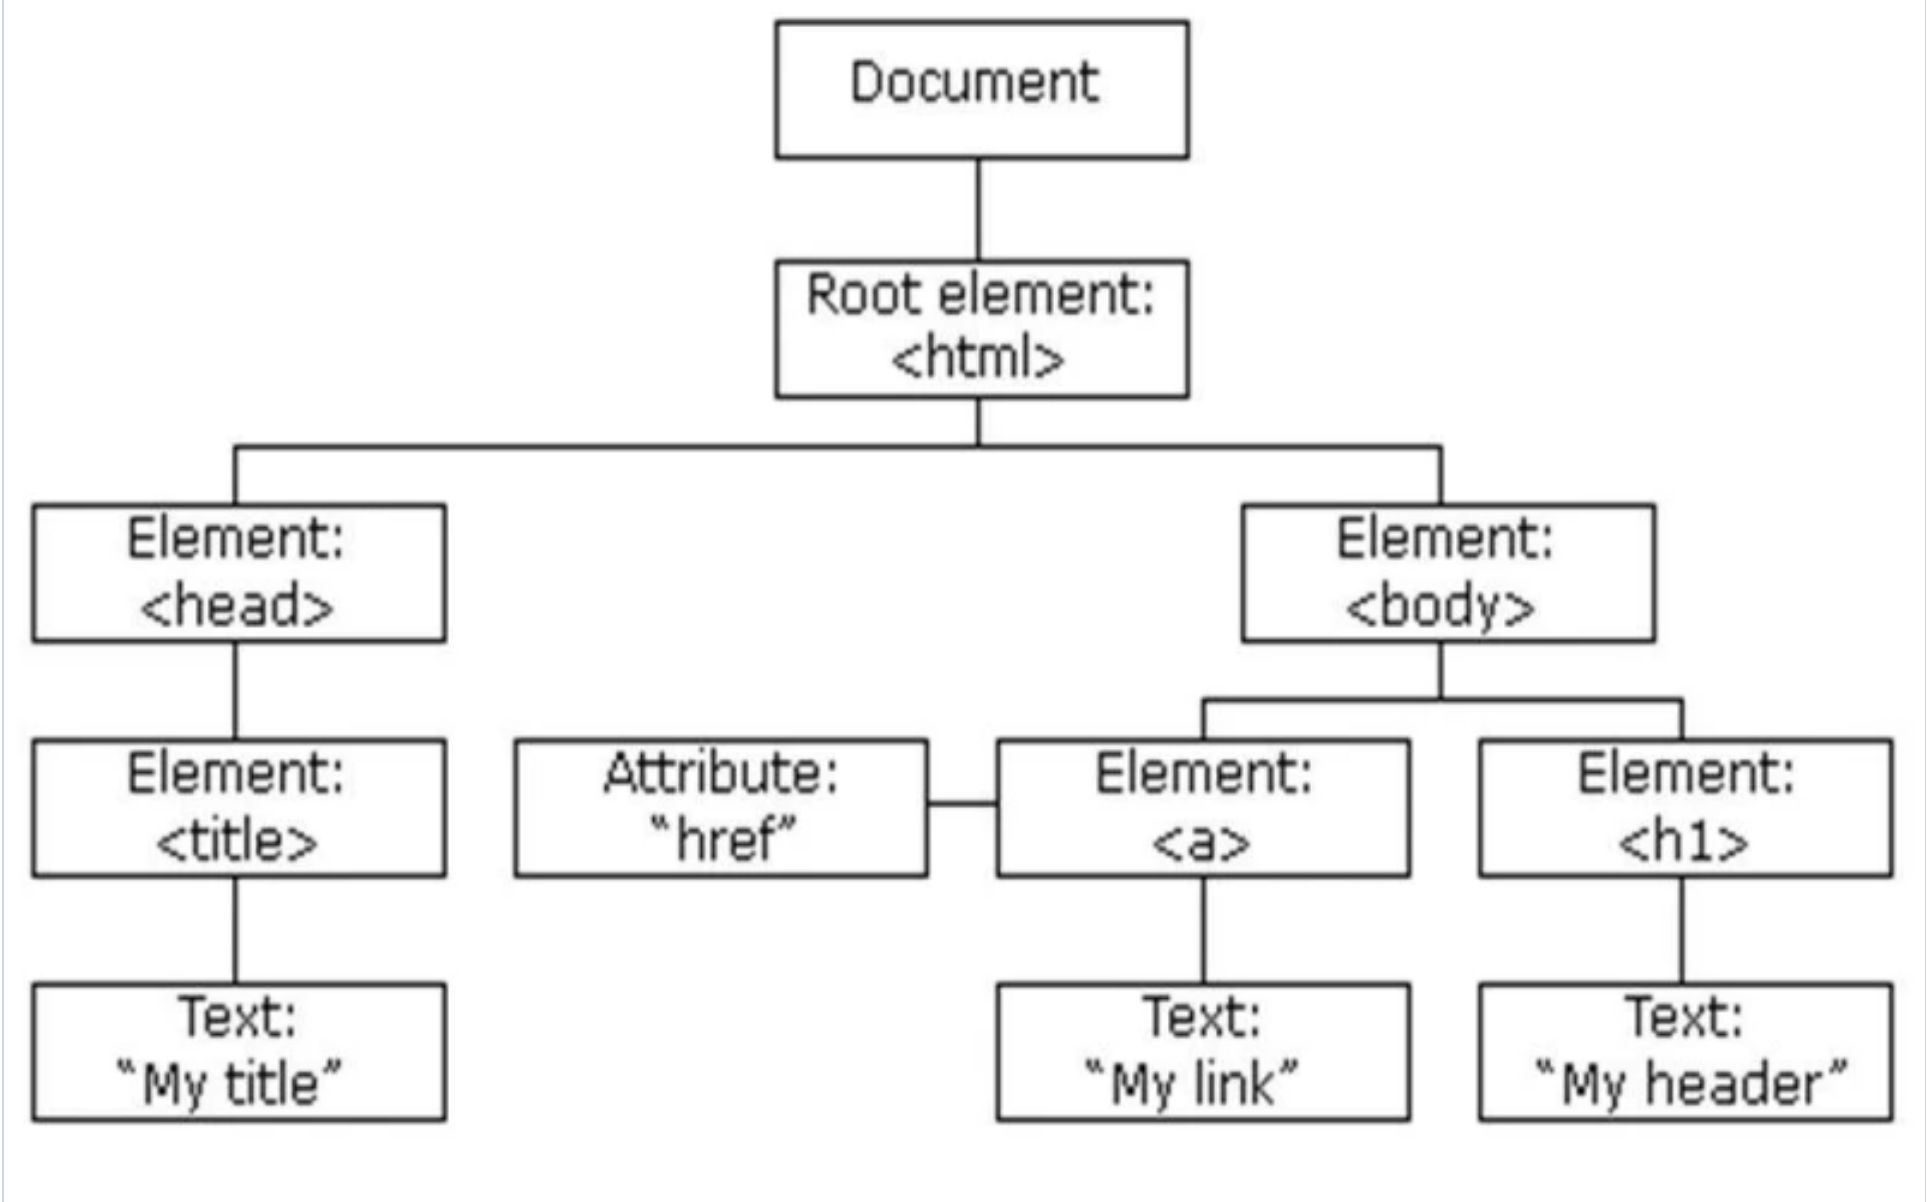 Document
Root element:
<html>
Element:
<head>
Element:
<body>
Element:
<title>
Attribute:
“href”
Element:
<a>
Element:
<h1>
Text:
“My title”
Text:
“My link”
Text:
“My header”